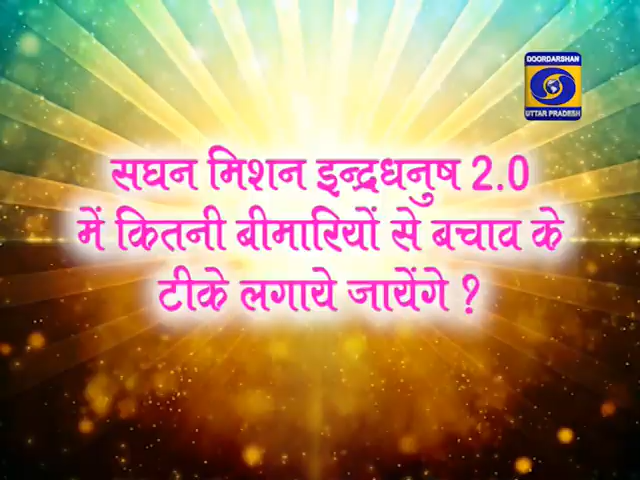 DOORDARSHAN
UTTAR PRADESH
सघन मिशन इन्द्रधनुष 2.0
में कितनी बीमारियों से बचाव के
टीके लगाये जायेंगे ?